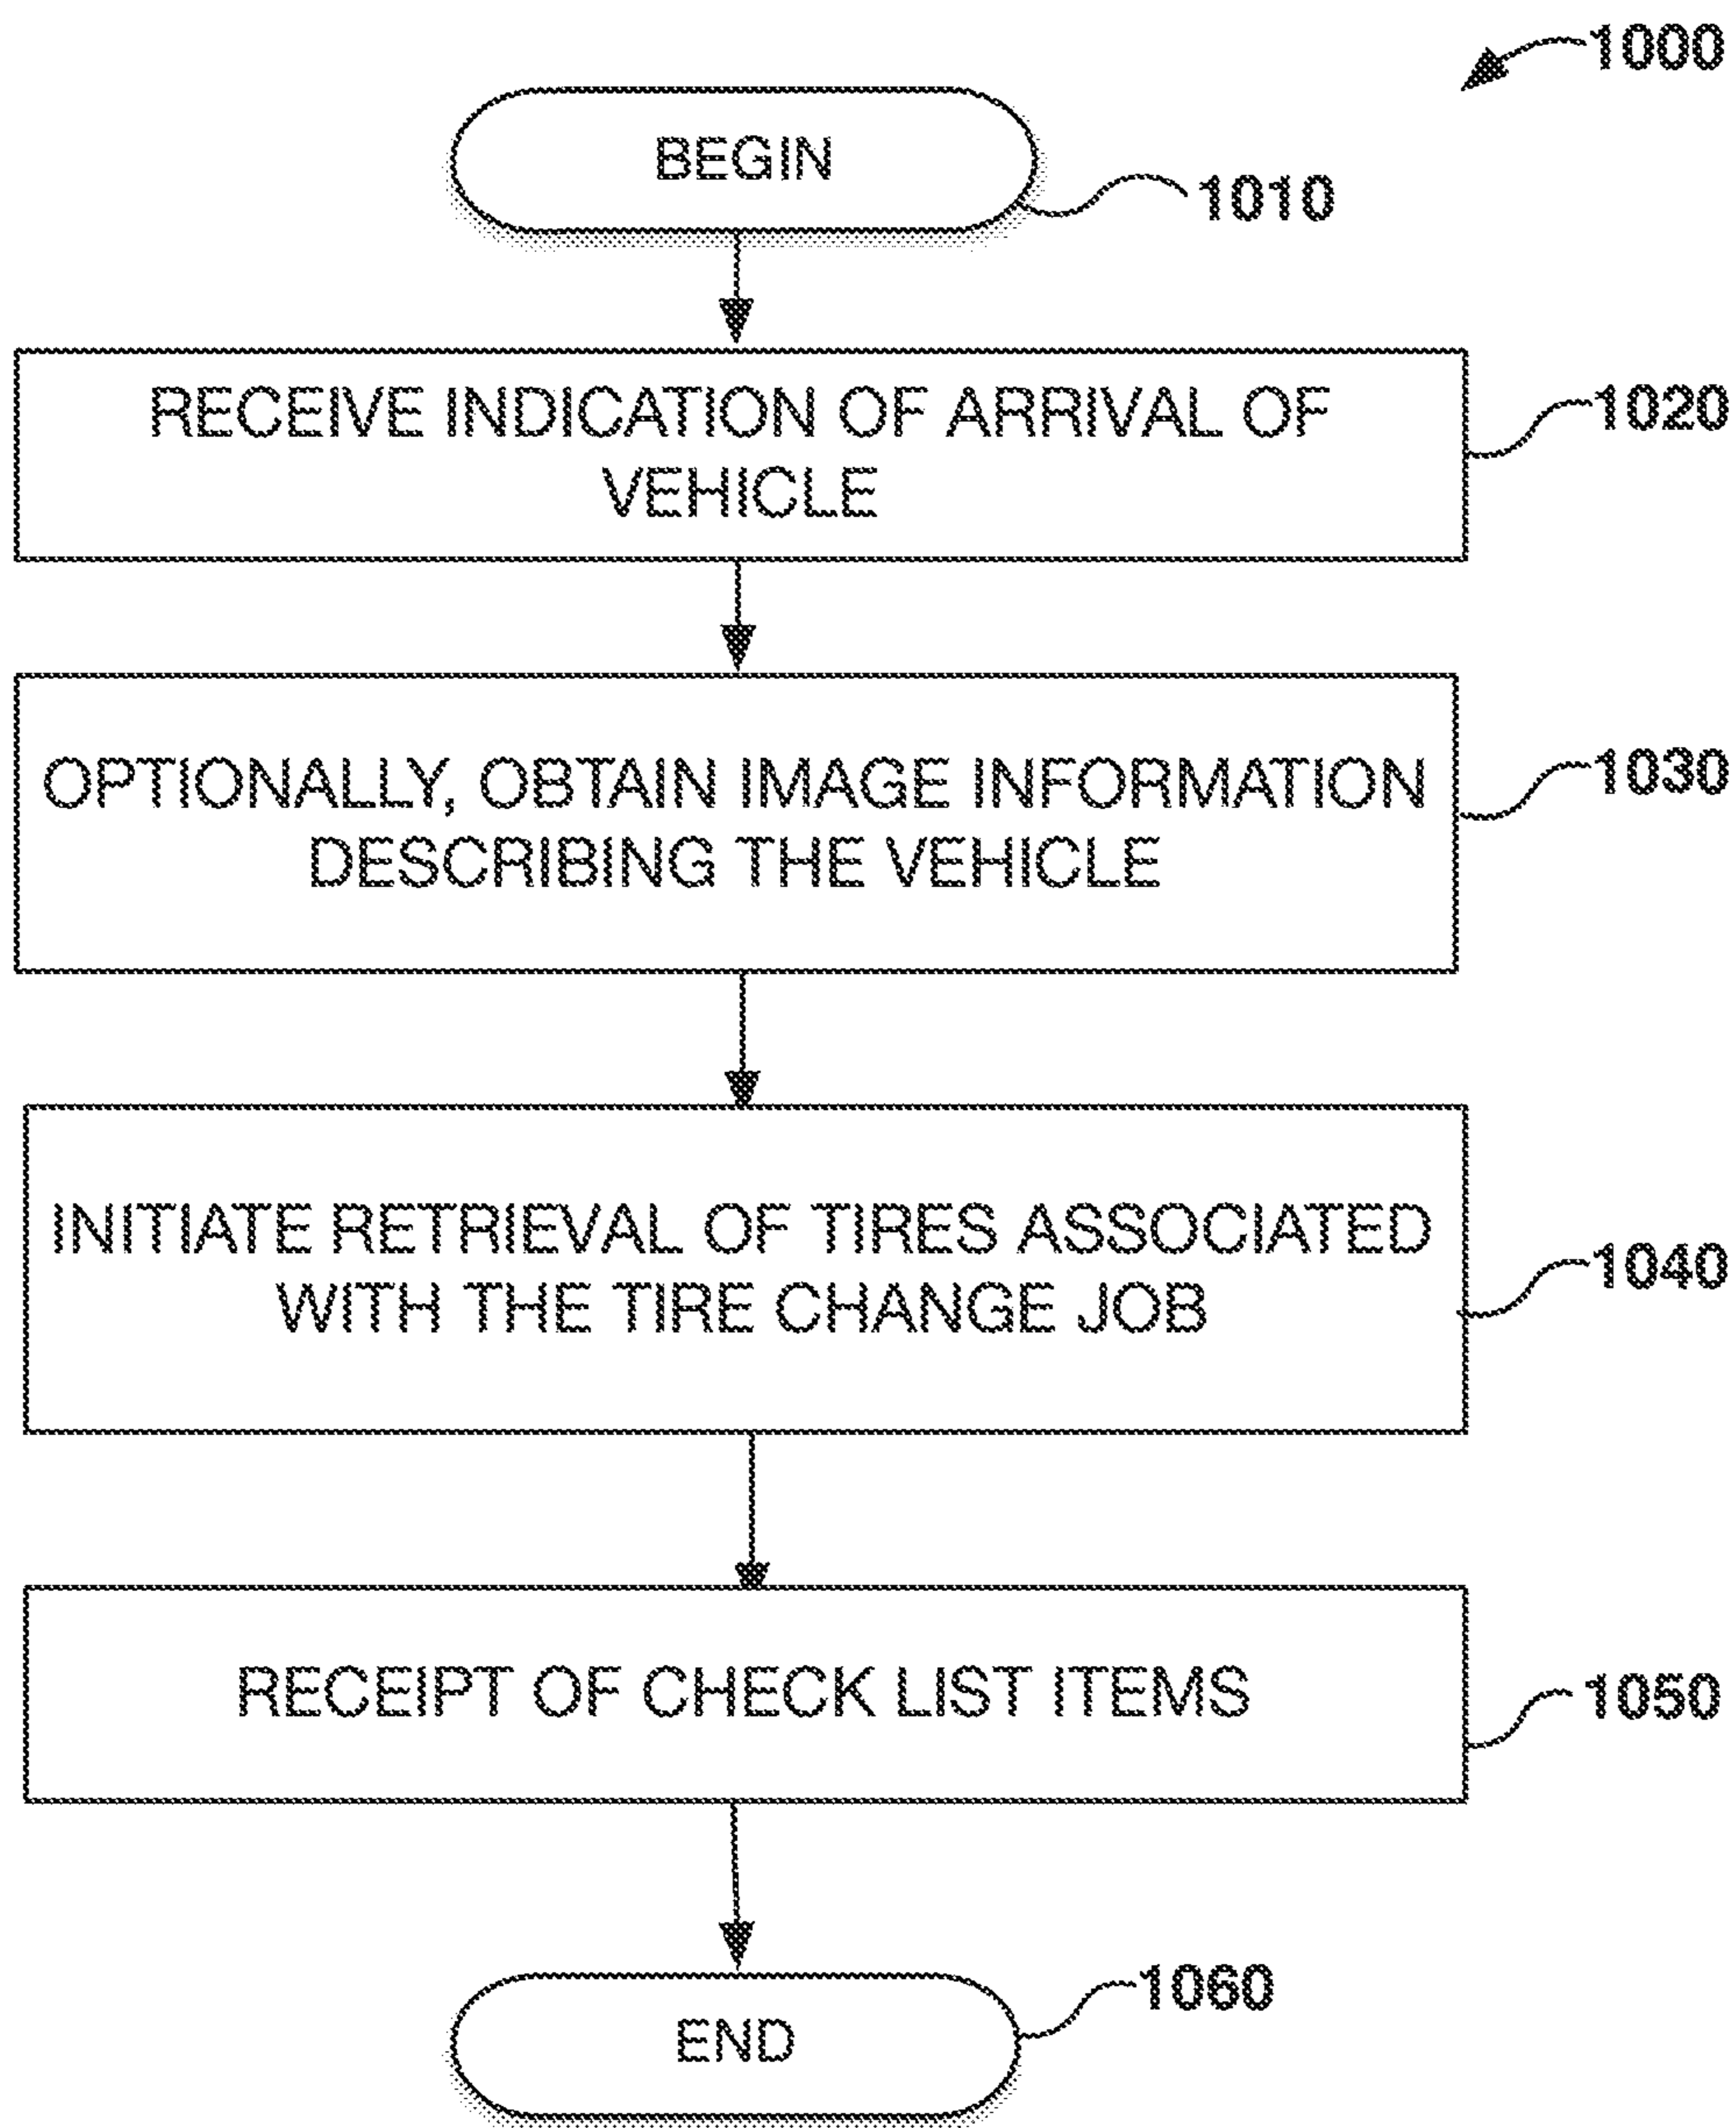 1000
BEGIN
1010
RECEIVE INDICATION OF ARRIVAL OF
VEHICLE
1020
OPTIONALLY, OBTAIN IMAGE INFORMATION
DESCRIBING THE VEHICLE
1030
INITIATE RETRIEVAL OF TIRES ASSOCIATED
WITH THE TIRE CHANGE JOB
1040
RECEIPT OF CHECK LIST ITEMS
1050
END
1060